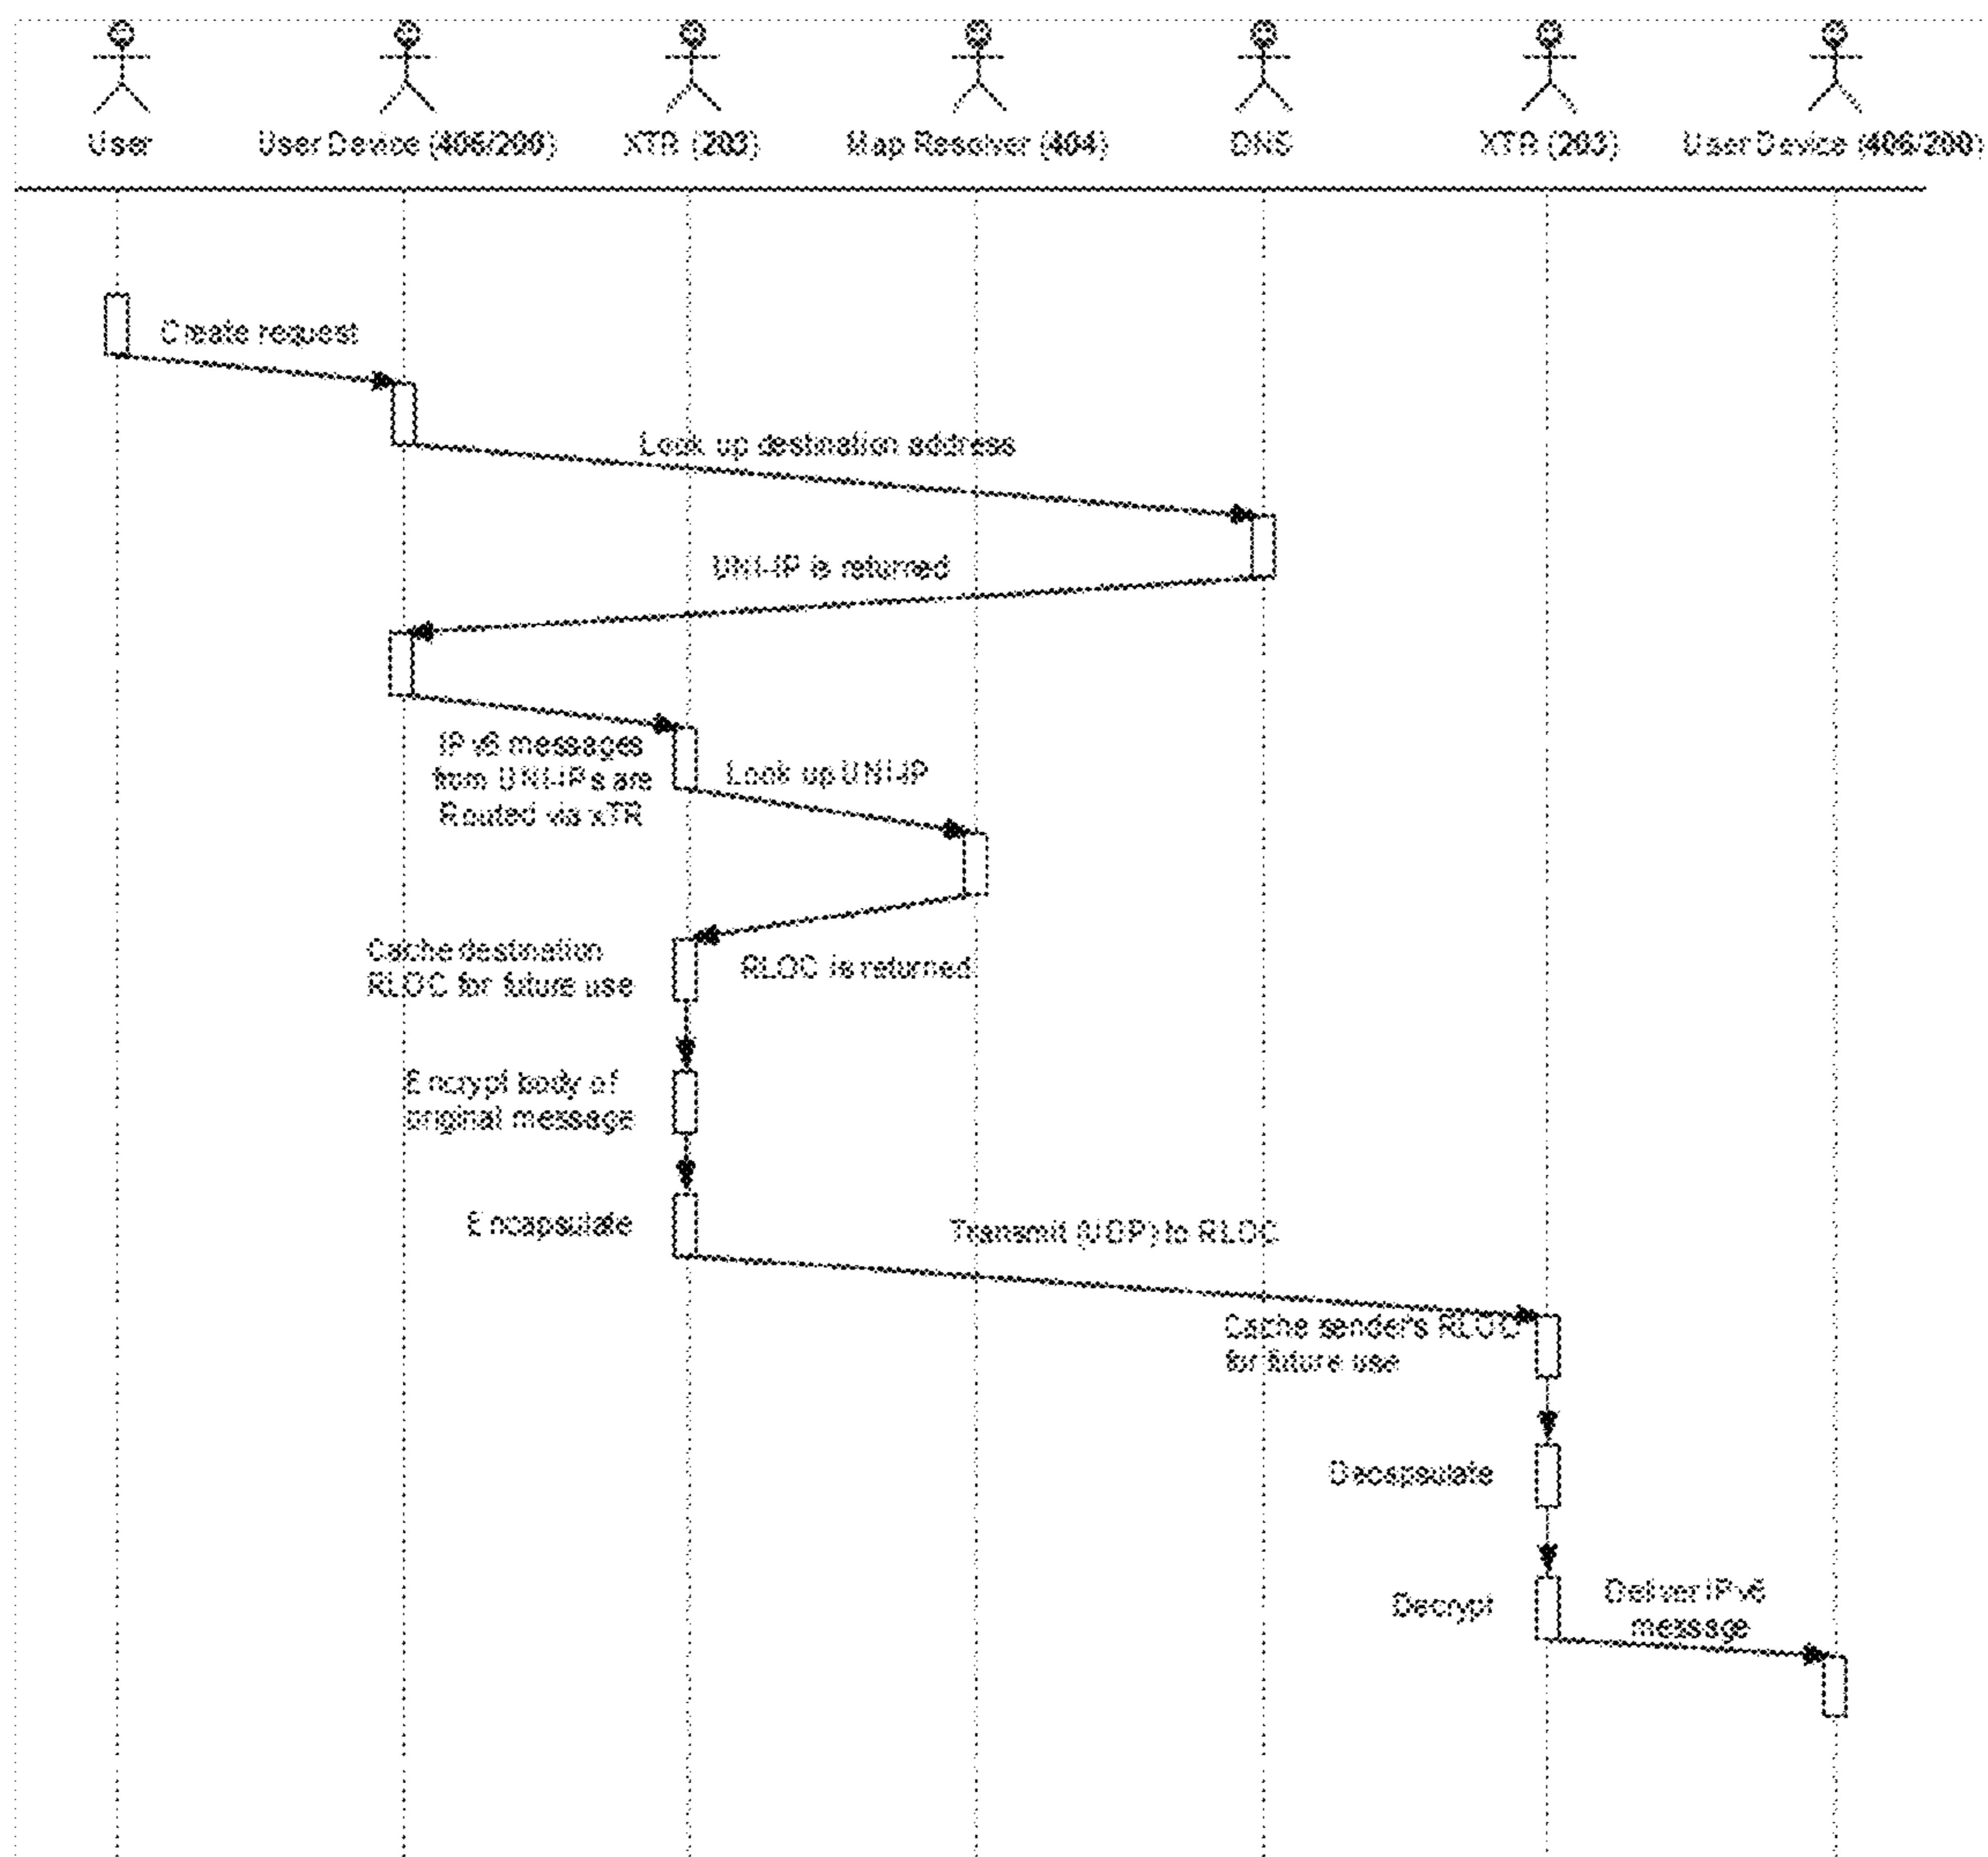 User
User Device (406/200)
XTR (203)
Map Resolver (404)
DNS
XTR (203)
User Device (406/200)
Create request
Look up destination address
UNI-IP is returned
IPv6 messages
from UNI-IPs are
Routed via xTR
Look up UNI-IP
Cache destination
RLOC for future use
RLOC is returned
Encrypt body of
original message
Encapsulate
Transmit (UDP) to RLOC
Cache senders RLOC
for future use
Decapsulate
Decrypt
Deliver IPv6
message